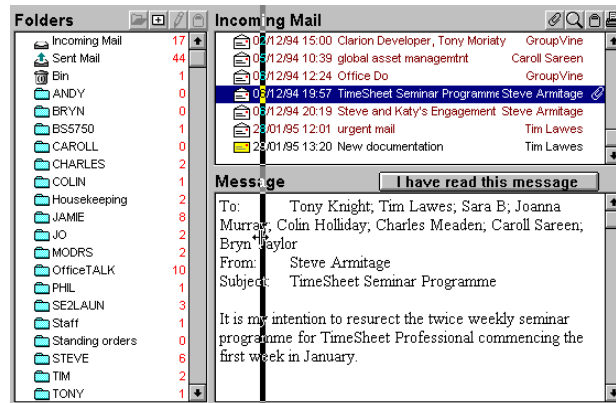 Folders
Incoming Mail 17
Sent Mail 44
Bin 1
ANDY 0
BRYN 0
BS5750 1
CAROLL 0
CHARLES 2
COLIN 1
Housekeeping 2
JAMIE 8
JO 2
MODRS 2
OfficeTALK 10
PHIL 1
SE2LAUN 3
Staff 1
Standing orders 0
STEVE 6
TIM 2
TONY 1
Incoming Mail
/12/94 15:00 Clarion Developer, Tony Moriaty GroupVine
/12/94 10:39 global asset managemtnt Caroll Sareen
/12/94 12:24 Office Do GroupVine
/12/94 19:57 TimeSheet Seminar Programme Steve Armitage
/12/94 20:19 Steve and Katy's Engagement Steve Armitage
/01/95 12:01 urgent mail Tim Lawes
/01/95 13:20 New documentation Tim Lawes
Message I have read this message
To: Tony Knight; Tim Lawes; Sara B; Joanna
Murray; Colin Holliday; Charles Meaden; Caroll Sareen;
Bryn Taylor
From: Steve Armitage
Subject: TimeSheet Seminar Programme
It is my intention to resurect the twice weekly seminar
programme for TimeSheet Professional commencing the
first week in January.